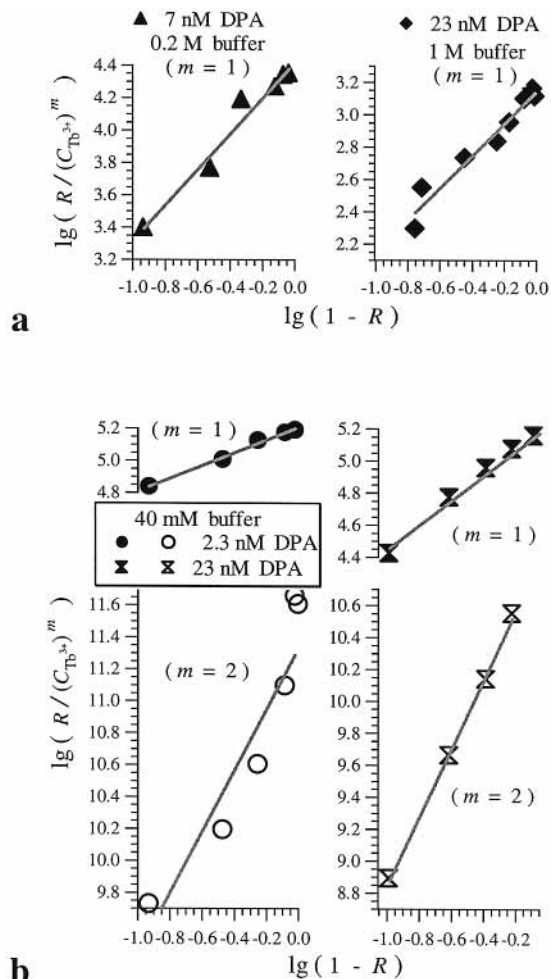 7 nM DPA
0.2 M buffer
(m = 1)
23 nM DPA
1 M buffer
(m = 1)
lg ( R / (C_Tb³⁺)^m )
4.4
4.2
4.0
3.8
3.6
3.4
3.2
-1.0 -0.8 -0.6 -0.4 -0.2 0.0
3.2
3.0
2.8
2.6
2.4
2.2
-1.0 -0.8 -0.6 -0.4 -0.2 0.0
lg ( 1 - R )
a
5.2
5.0
4.8
(m = 1)
5.2
5.0
4.8
4.6
4.4
(m = 1)
40 mM buffer
2.3 nM DPA
23 nM DPA
lg ( R / (C_Tb³⁺)^m )
11.6
11.4
11.2
11.0
10.8
10.6
10.4
10.2
10.0
9.8
(m = 2)
-1.0 -0.8 -0.6 -0.4 -0.2 0.0
10.6
10.4
10.2
10.0
9.8
9.6
9.4
9.2
9.0
8.8
(m = 2)
-1.0 -0.8 -0.6 -0.4 -0.2
lg ( 1 - R )
b